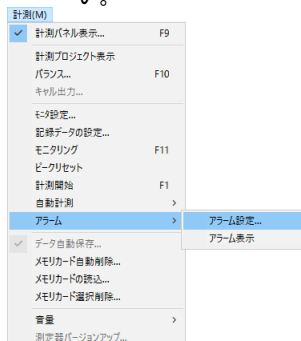 計測(M)
計測パネル表示... F9
計測プロジェクト表示
バランス... F10
キャル出力...
モニタ設定...
記録データの設定...
モニタリング F11
ピークリセット
計測開始 F1
自動計測
アラーム
アラーム設定...
アラーム表示
データ自動保存...
メモリカード自動削除...
メモリカードの読込...
メモリカード選択削除...
音量
測定器バージョンアップ...